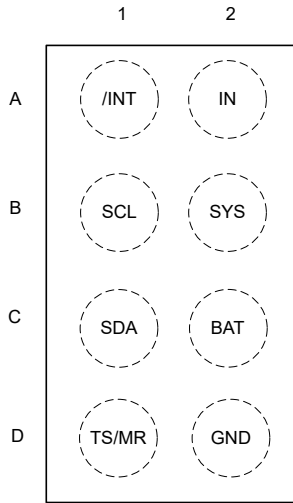 1 2
A /INT IN
B SCL SYS
C SDA BAT
D TS/MR GND